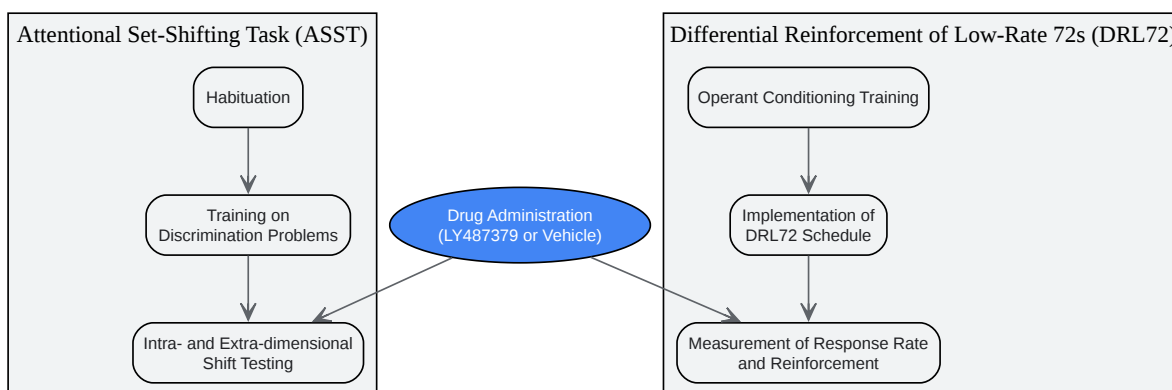 Attentional Set-Shifting Task (ASST)
Habituation
Training on
Discrimination Problems
Intra- and Extra-dimensional
Shift Testing
Drug Administration
(LY487379 or Vehicle)
Differential Reinforcement of Low-Rate 72s (DRL72)
Operant Conditioning Training
Implementation of
DRL72 Schedule
Measurement of Response Rate
and Reinforcement